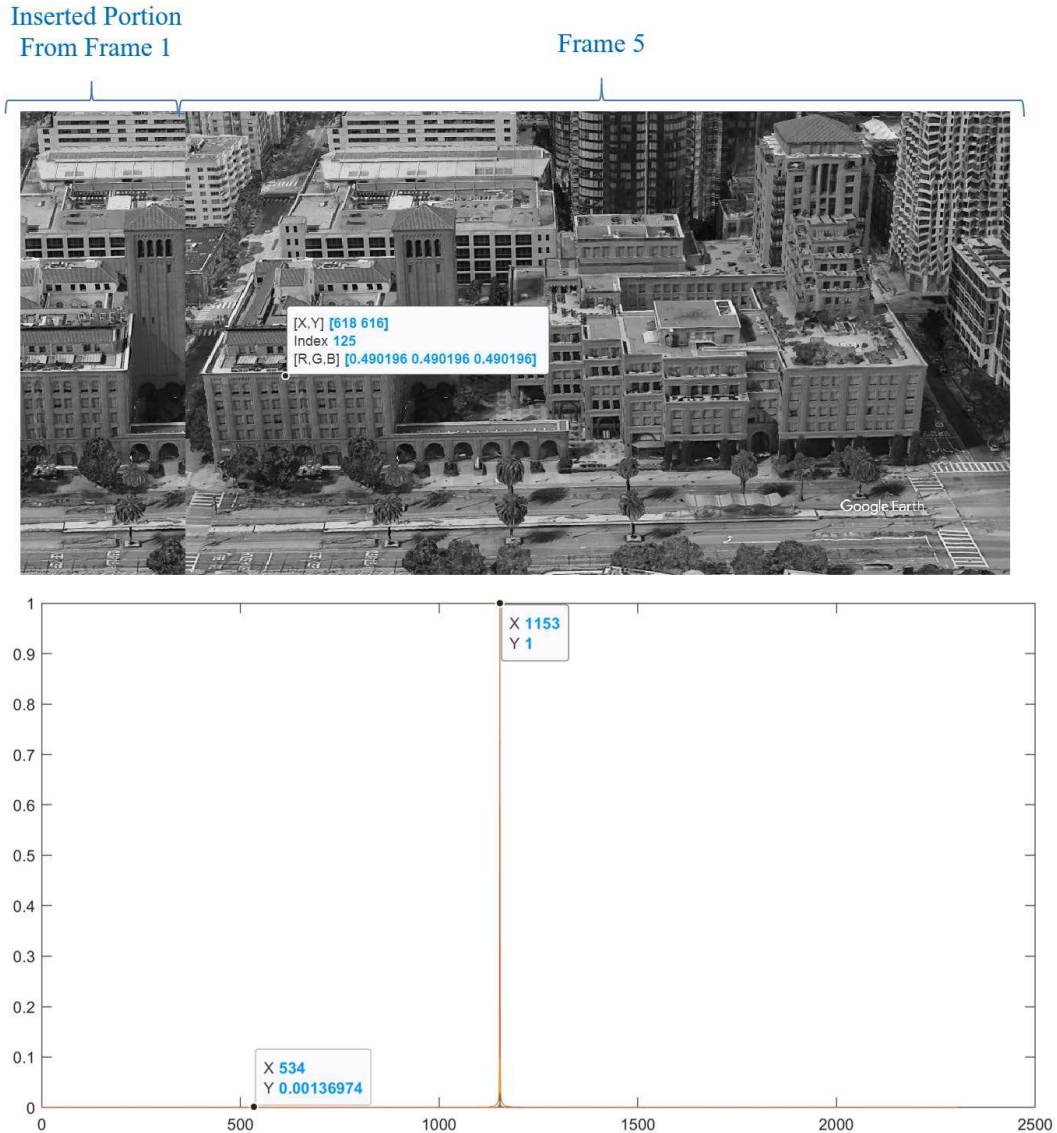 Inserted Portion
From Frame 1
Frame 5
[X,Y] [618 616]
Index 125
[R,G,B] [0.490196 0.490196 0.490196]
Google Earth
1
0.9
0.8
0.7
0.6
0.5
0.4
0.3
0.2
0.1
0
X 1153
Y 1
X 534
Y 0.00136974
0
500
1000
1500
2000
2500